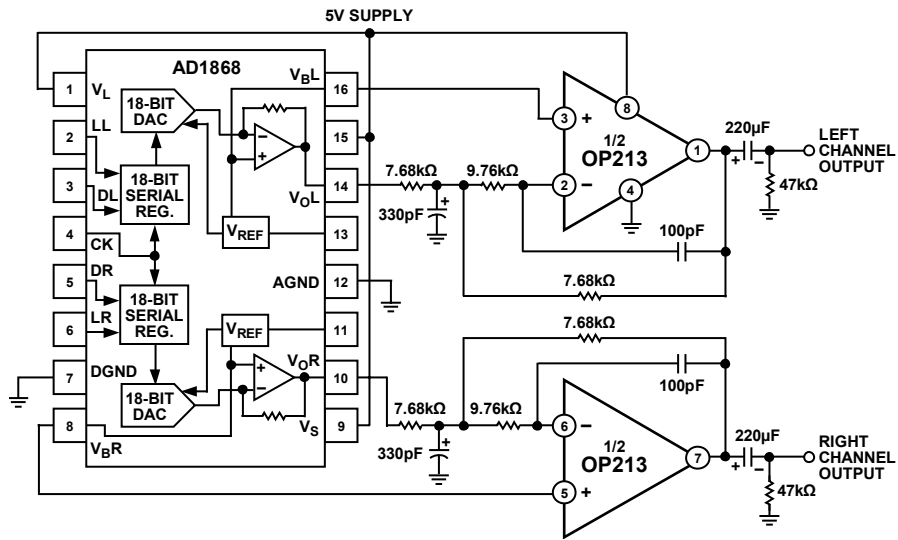 5V SUPPLY
AD1868
1
V_L
18-BIT
DAC
V_BL
16
2
LL
15
3
DL
18-BIT
SERIAL
REG.
−
+
V_OL
14
4
CK
V_REF
13
5
DR
AGND
12
6
LR
18-BIT
SERIAL
REG.
V_REF
11
7
DGND
18-BIT
DAC
+
−
V_OR
10
8
V_BR
V_S
9
7.68kΩ
330pF
+
9.76kΩ
3
+
2
−
1/2
OP213
8
4
1
100pF
7.68kΩ
220µF
+
−
47kΩ
LEFT
CHANNEL
OUTPUT
7.68kΩ
100pF
7.68kΩ
9.76kΩ
330pF
+
6
−
5
+
1/2
OP213
7
220µF
+
−
47kΩ
RIGHT
CHANNEL
OUTPUT